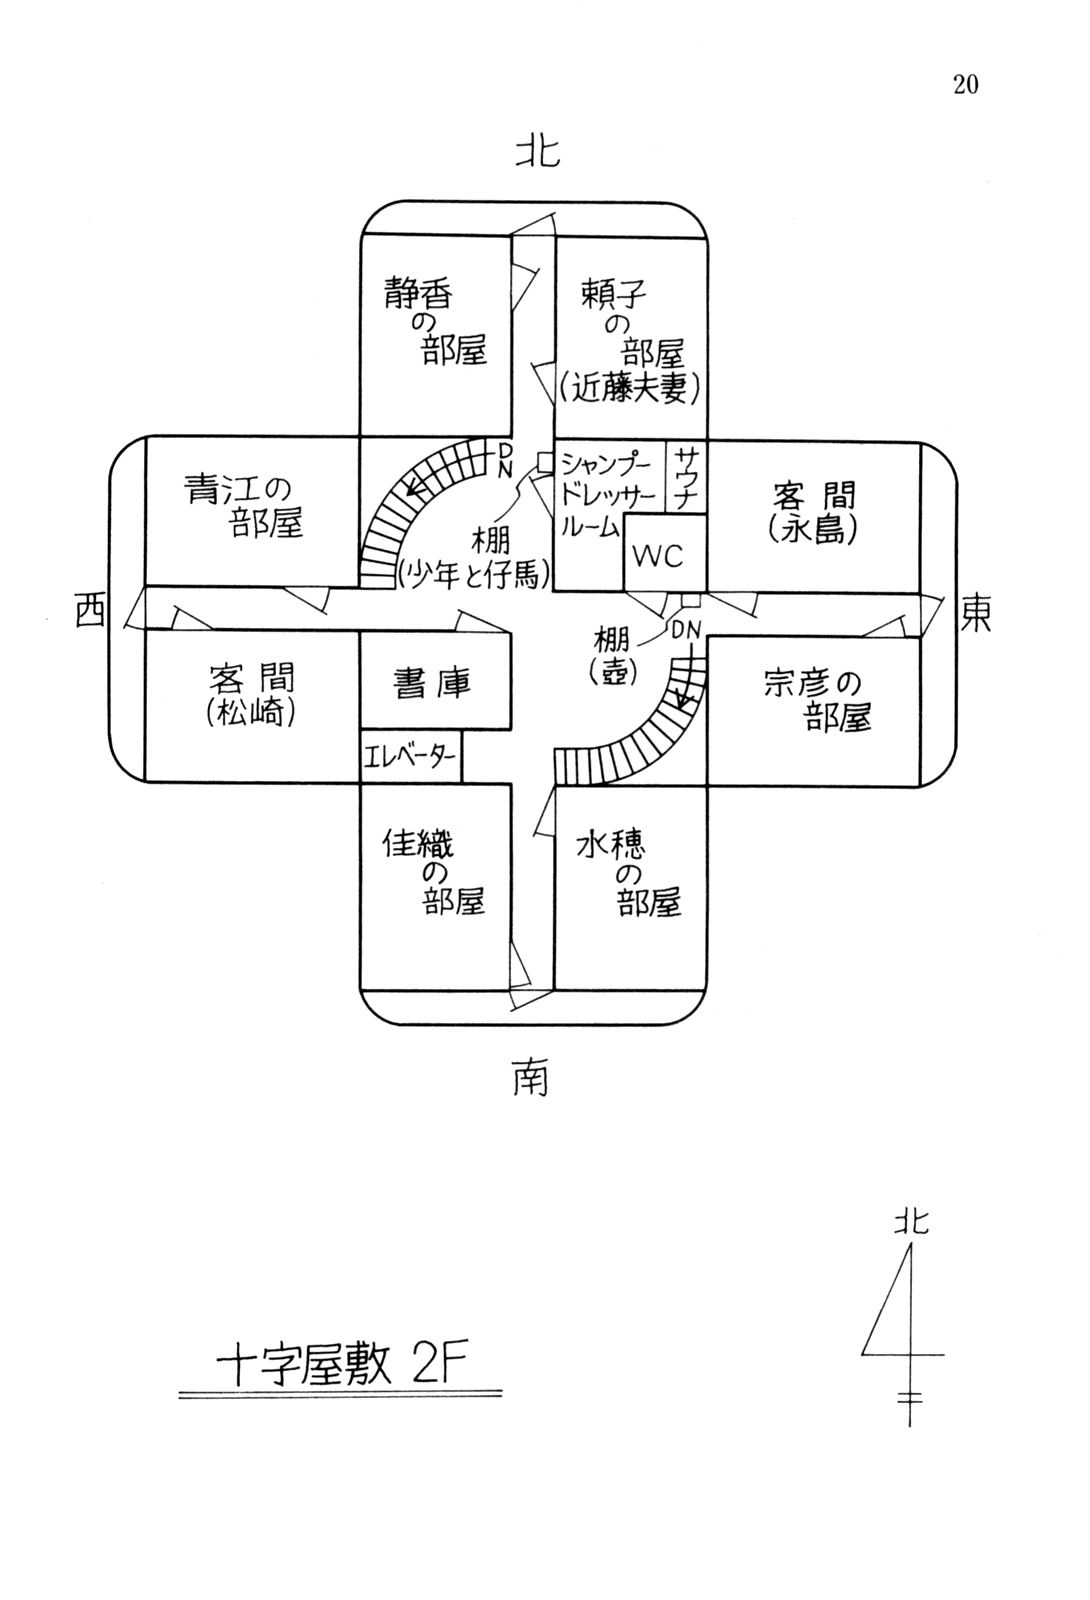 20
北
静香
の
部屋
頼子
の
部屋
(近藤夫妻)
青江の
部屋
DN
シャンプー
ドレッサー
ルーム
サウナ
客間
(永島)
棚
(少年と仔馬)
WC
西
東
棚
(壺)
DN
客間
(松崎)
書庫
宗彦の
部屋
エレベーター
佳織
の
部屋
水穂
の
部屋
南
北
十字屋敷 2F